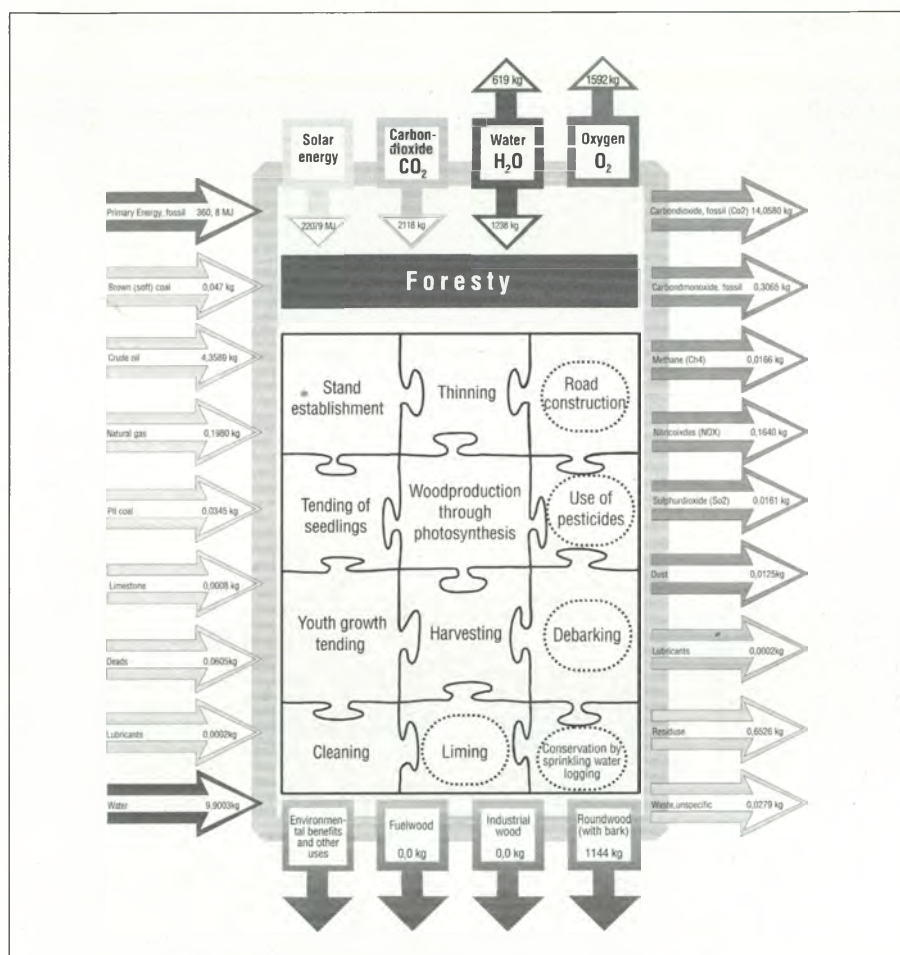 619 kg
1592 kg
Solar
energy
Carbon-
dioxide
CO₂
Water
H₂O
Oxygen
O₂
22079 MJ
2118 kg
1238 kg
Primary Energy, fossil 360, 8 MJ
Brown (soft) coal 0,047 kg
Crude oil 4,3589 kg
Natural gas 0,1980 kg
Pit coal 0,0345 kg
Limestone 0,0008 kg
Deads 0,0605kg
Lubricants 0,0002kg
Water 9,9003kg
Foresty
Stand
establishment
Thinning
Road
construction
Tending of
seedlings
Woodproduction
through
photosynthesis
Use of
pesticides
Youth growth
tending
Harvesting
Debarking
Cleaning
Liming
Conservation by
sprinkling water
logging
Carbondioxide, fossil (Co2) 14,0580 kg
Carbondmonoxide, fossil 0,3065 kg
Methane (Ch4) 0,0166 kg
Nitricoixdes (NOX) 0,1640 kg
Sulphurdioxide (So2) 0,0161 kg
Dust 0,0125kg
Lubricants 0,0002kg
Residuse 0,6526 kg
Waste,unspecific 0,0279 kg
Environmen-
tal benefits
and other
uses
Fuelwood
0,0 kg
Industrial
wood
0,0 kg
Roundwood
(with bark)
1144 kg